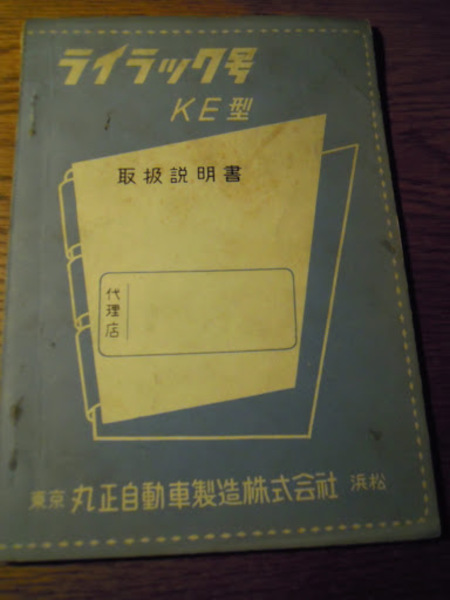 ライラック号
KE型
取扱説明書
代理店
東京 丸正自動車製造株式会社 浜松